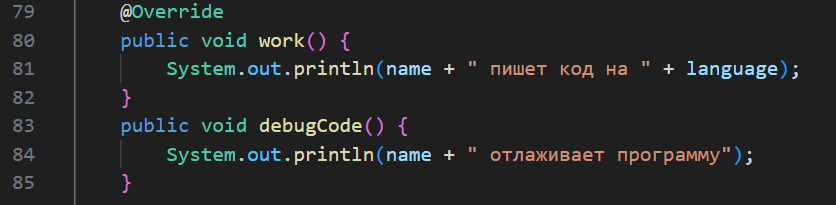 79 @Override
80 public void work() {
81 System.out.println(name + " пишет код на " + language);
82 }
83 public void debugCode() {
84 System.out.println(name + " отлаживает программу");
85 }